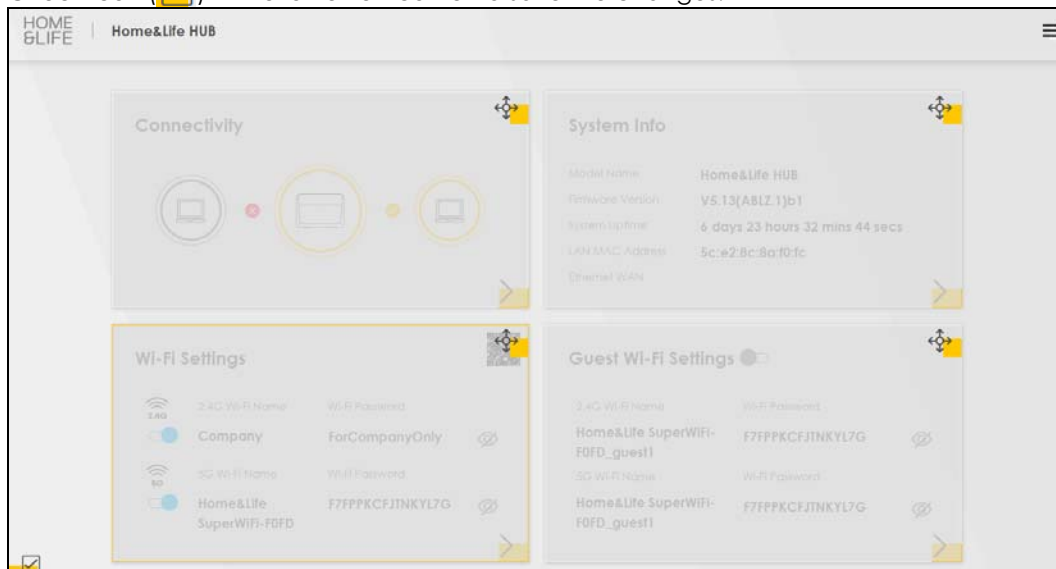 HOME
&LIFE
Home&Life HUB
Connectivity
System Info
Model Name
Home&Life HUB
Firmware Version
V5.13(ABLZ.1)b1
System Uptime
6 days 23 hours 32 mins 44 secs
LAN MAC Address
5c:e2:8c:8a:f0:fc
Ethernet WAN
Wi-Fi Settings
2.4G
2.4G Wi-Fi Name
Wi-Fi Password
Company
ForCompanyOnly
5G
5G Wi-Fi Name
Wi-Fi Password
Home&Life
SuperWiFi-F0FD
F7FPPKCFJTNKYL7G
Guest Wi-Fi Settings
2.4G Wi-Fi Name
Wi-Fi Password
Home&Life SuperWiFi-
F0FD_guest1
F7FPPKCFJTNKYL7G
5G Wi-Fi Name
Wi-Fi Password
Home&Life SuperWiFi-
F0FD_guest1
F7FPPKCFJTNKYL7G